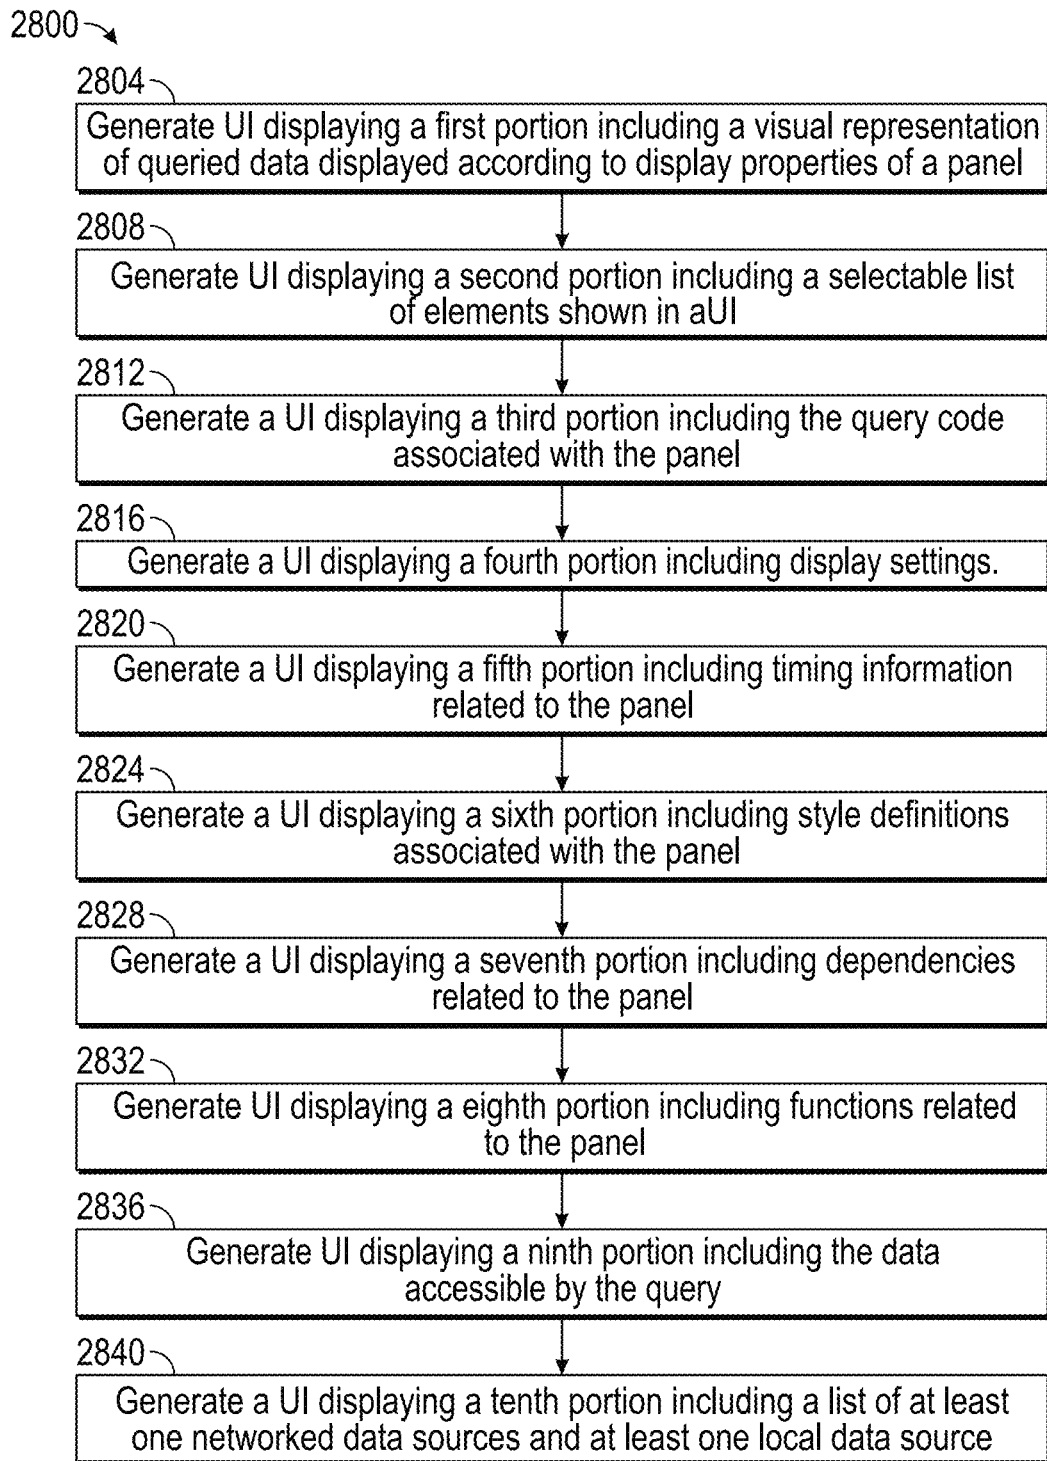 2800
2804
Generate UI displaying a first portion including a visual representation
of queried data displayed according to display properties of a panel
2808
Generate UI displaying a second portion including a selectable list
of elements shown in aUI
2812
Generate a UI displaying a third portion including the query code
associated with the panel
2816
Generate a UI displaying a fourth portion including display settings.
2820
Generate a UI displaying a fifth portion including timing information
related to the panel
2824
Generate a UI displaying a sixth portion including style definitions
associated with the panel
2828
Generate a UI displaying a seventh portion including dependencies
related to the panel
2832
Generate UI displaying a eighth portion including functions related
to the panel
2836
Generate UI displaying a ninth portion including the data
accessible by the query
2840
Generate a UI displaying a tenth portion including a list of at least
one networked data sources and at least one local data source